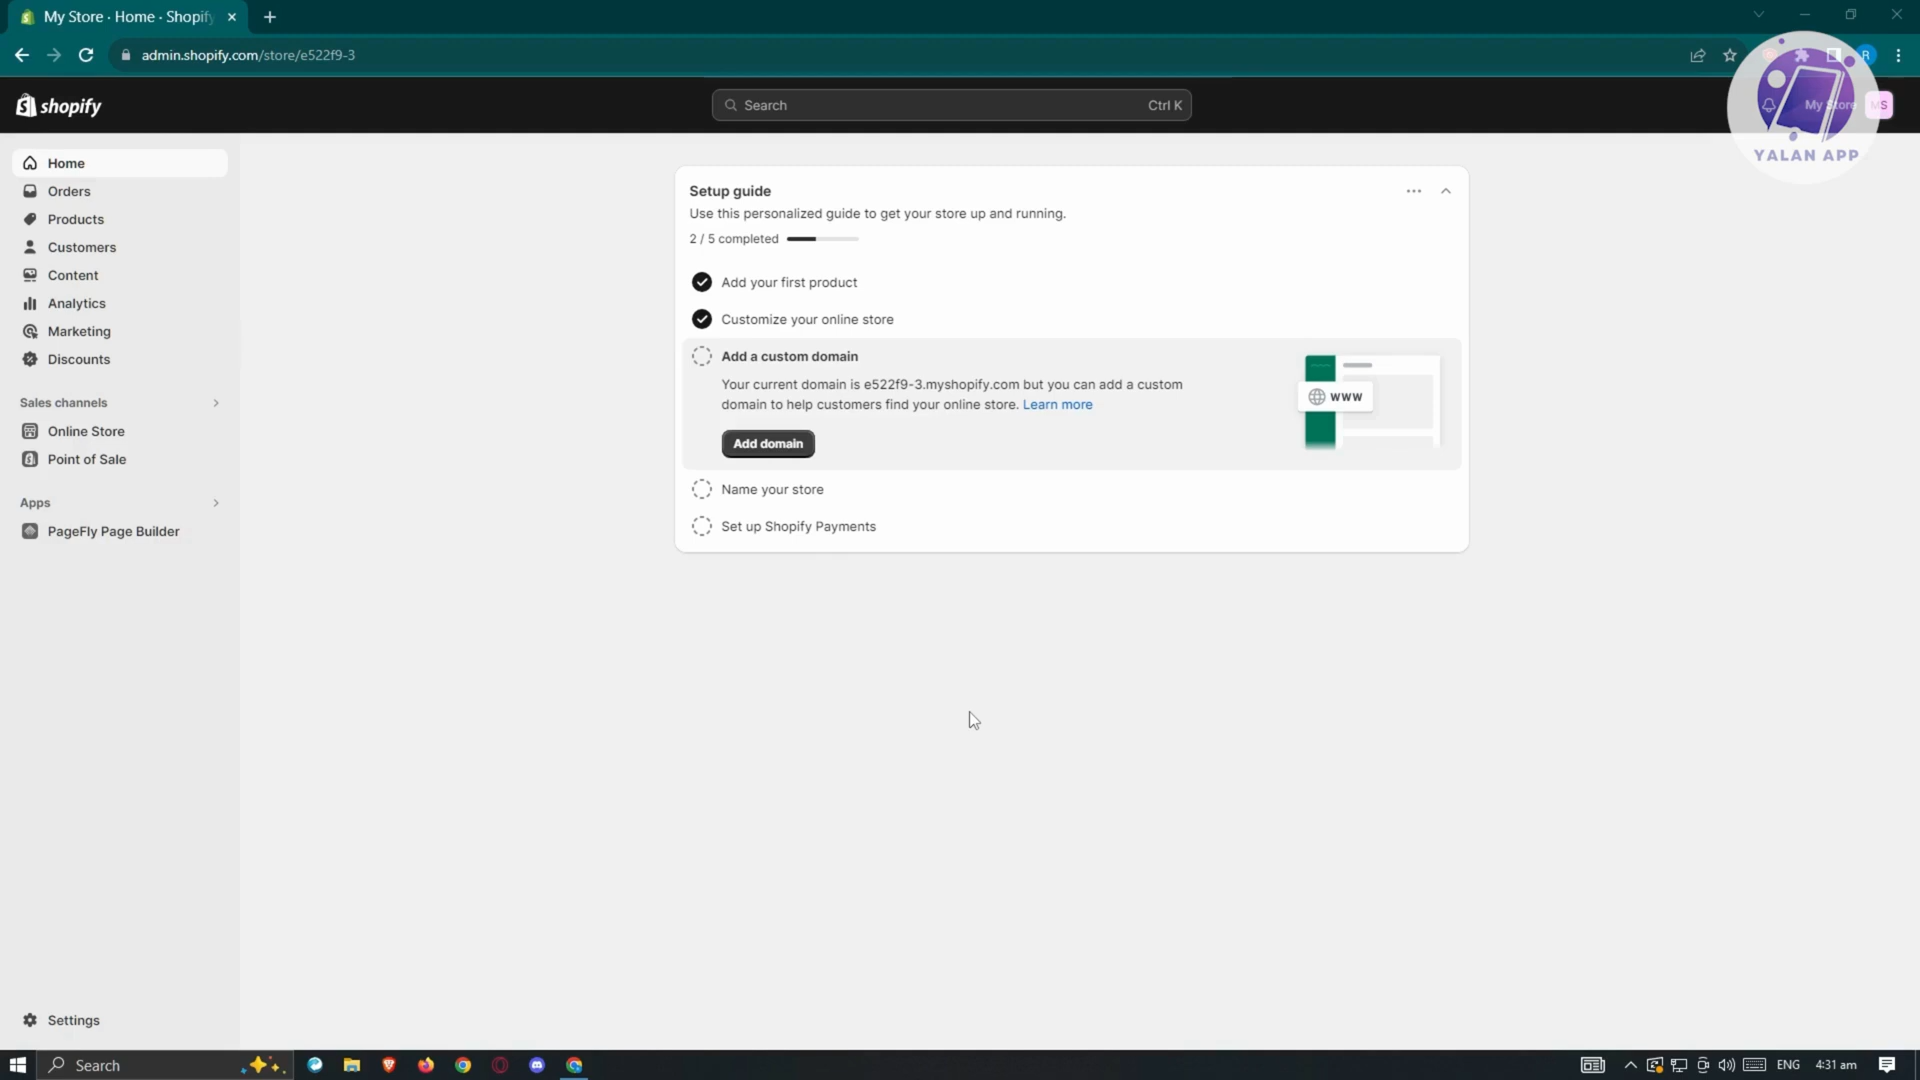 My Store · Home · Shopify
admin.shopify.com/store/e522f9-3
shopify
Search
Ctrl K
My Store
MS
R
YALAN APP
Home
Orders
Products
Customers
Content
Analytics
Marketing
Discounts
Sales channels
Online Store
Point of Sale
Apps
PageFly Page Builder
Settings
Setup guide
Use this personalized guide to get your store up and running.
2 / 5 completed
Add your first product
Customize your online store
Add a custom domain
Your current domain is e522f9-3.myshopify.com but you can add a custom
domain to help customers find your online store. Learn more
Add domain
www
Name your store
Set up Shopify Payments
Search
ENG
4:31 am